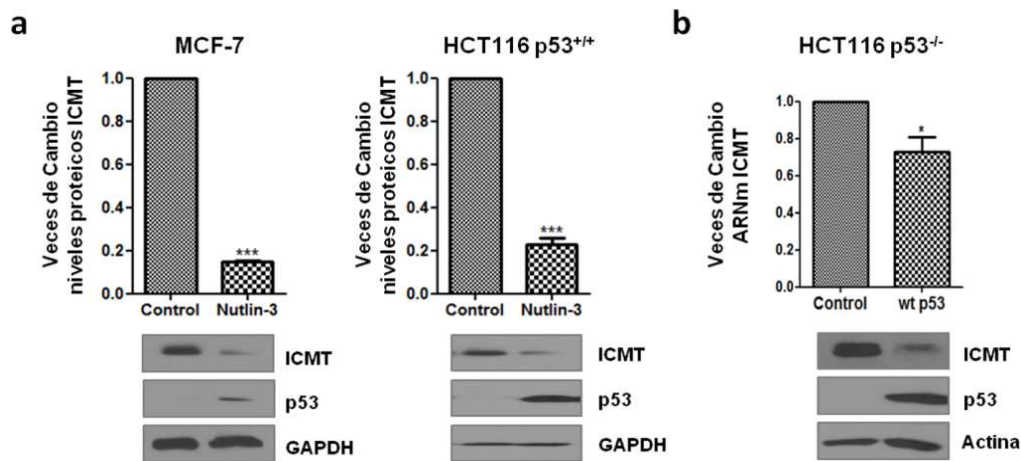 a
MCF-7
Veces de Cambio
niveles proteicos ICMT
1.0
0.8
0.6
0.4
0.2
0.0
***
Control Nutlin-3
ICMT
p53
GAPDH
HCT116 p53+/+
Veces de Cambio
niveles proteicos ICMT
1.0
0.8
0.6
0.4
0.2
0.0
***
Control Nutlin-3
ICMT
p53
GAPDH
b
HCT116 p53-/-
Veces de Cambio
ARNm ICMT
1.0
0.8
0.6
0.4
0.2
0.0
*
Control wt p53
ICMT
p53
Actina